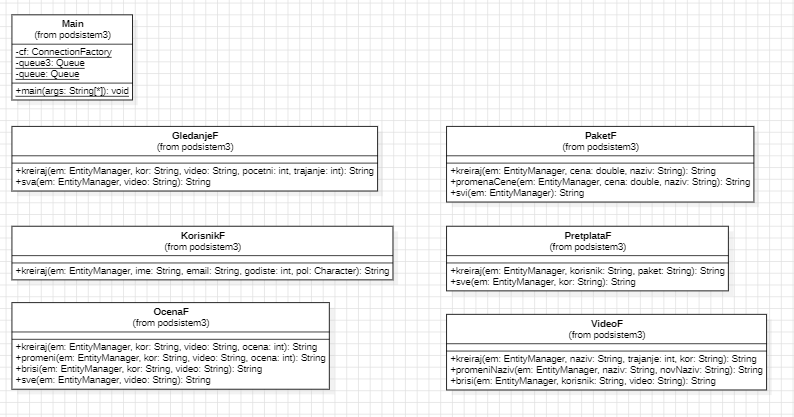 Main
(from podsistem3)
-cf: ConnectionFactory
-queue3: Queue
-queue: Queue
+main(args: String[*]): void
GledanjeF
(from podsistem3)
+kreiraj(em: EntityManager, kor: String, video: String, pocetni: int, trajanje: int): String
+sva(em: EntityManager, video: String): String
PaketF
(from podsistem3)
+kreiraj(em: EntityManager, cena: double, naziv: String): String
+promenaCene(em: EntityManager, cena: double, naziv: String): String
+svi(em: EntityManager): String
KorisnikF
(from podsistem3)
+kreiraj(em: EntityManager, ime: String, email: String, godiste: int, pol: Character): String
PretplataF
(from podsistem3)
+kreiraj(em: EntityManager, korisnik: String, paket: String): String
+sve(em: EntityManager, kor: String): String
OcenaF
(from podsistem3)
+kreiraj(em: EntityManager, kor: String, video: String, ocena: int): String
+promeni(em: EntityManager, kor: String, video: String, ocena: int): String
+brisi(em: EntityManager, kor: String, video: String): String
+sve(em: EntityManager, video: String): String
VideoF
(from podsistem3)
+kreiraj(em: EntityManager, naziv: String, trajanje: int, kor: String): String
+promeniNaziv(em: EntityManager, naziv: String, novNaziv: String): String
+brisi(em: EntityManager, korisnik: String, video: String): String